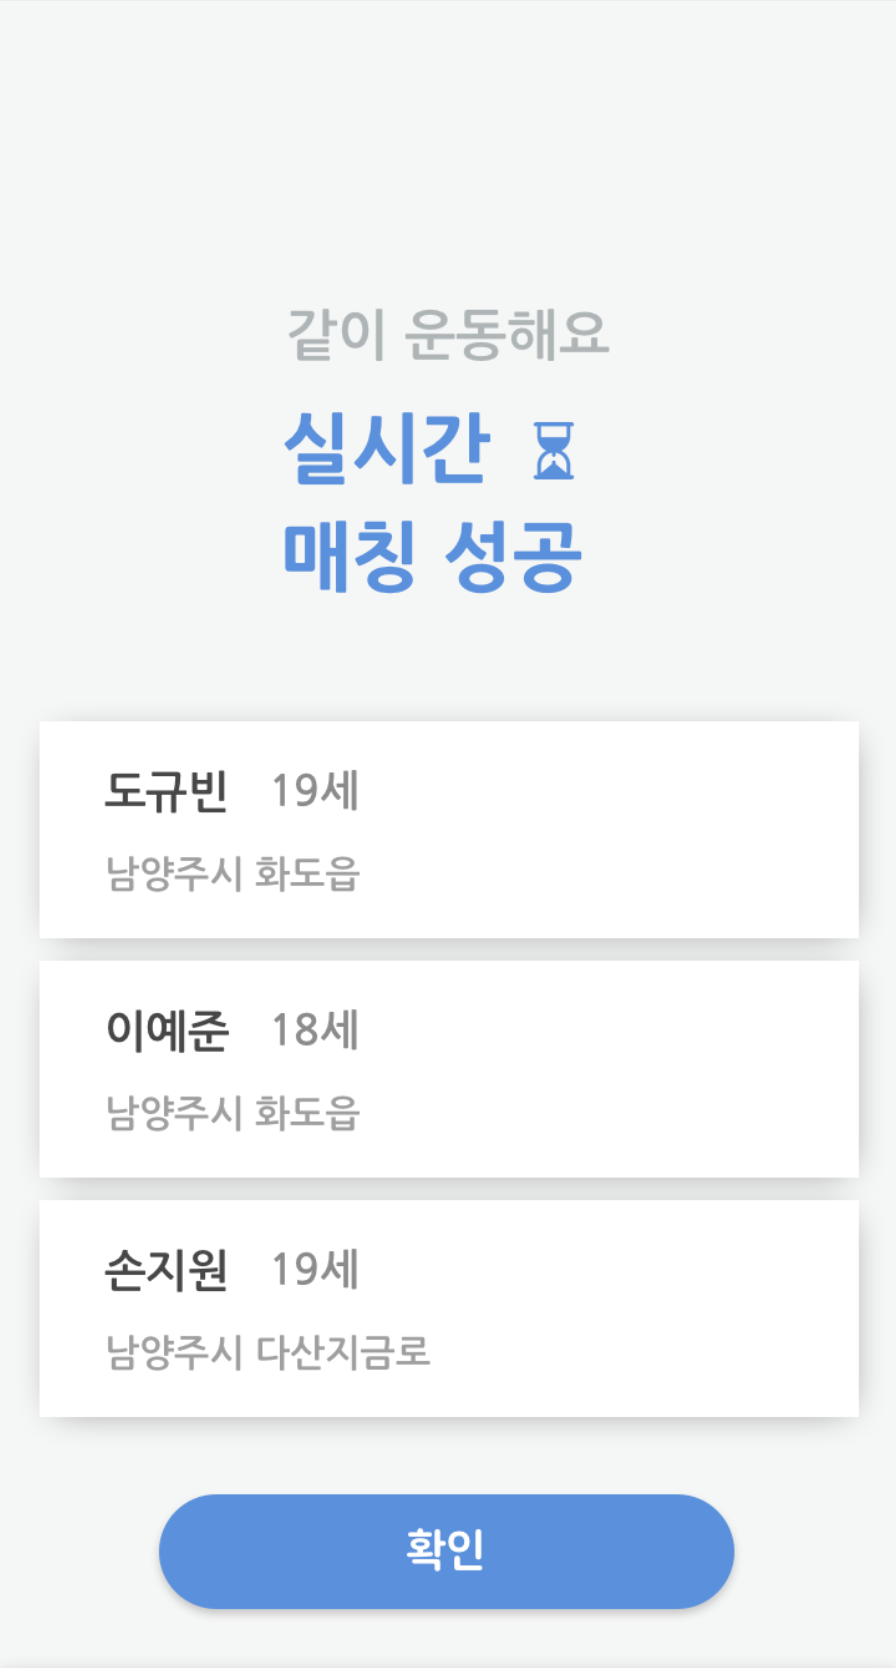 같이 운동해요
실시간 ⏳
매칭 성공
도규빈 19세
남양주시 화도읍
이예준 18세
남양주시 화도읍
손지원 19세
남양주시 다산지금로
확인